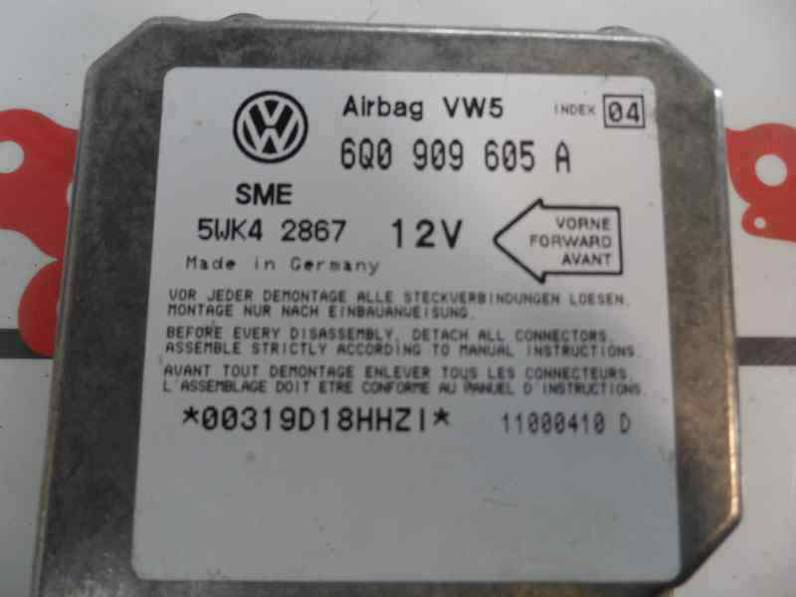 Airbag VW5 INDEX 04
6Q0 909 605 A
SME
5WK4 2867 12V
VORNE
FORWARD
AVANT
Made in Germany
VOR JEDER DEMONTAGE ALLE STECKVERBINDUNGEN LOESEN.
MONTAGE NUR NACH EINBAUANWEISUNG.
BEFORE EVERY DISASSEMBLY, DETACH ALL CONNECTORS.
ASSEMBLE STRICTLY ACCORDING TO MANUAL INSTRUCTIONS
AVANT TOUT DEMONTAGE ENLEVER TOUS LES CONNECTEURS.
L'ASSEMBLAGE DOIT ETRE CONFORME AU MANUEL D'INSTRUCTIONS.
*00319D18HHZI* 11000410 D